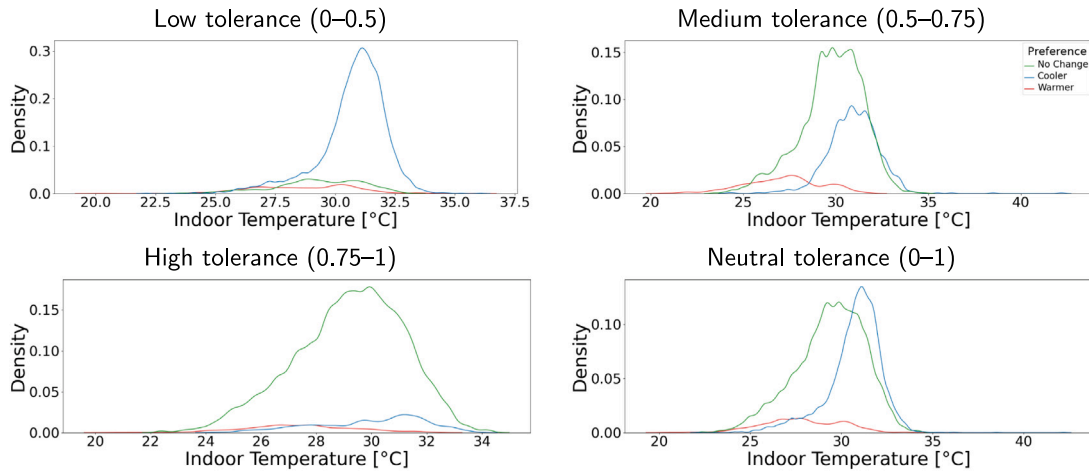 Low tolerance (0–0.5)
Density
0.3
0.2
0.1
0.0
20.0 22.5 25.0 27.5 30.0 32.5 35.0 37.5
Indoor Temperature [°C]
Medium tolerance (0.5–0.75)
Density
0.15
0.10
0.05
0.00
20 25 30 35 40
Indoor Temperature [°C]
Preference
No Change
Cooler
Warmer
High tolerance (0.75–1)
Density
0.15
0.10
0.05
0.00
20 22 24 26 28 30 32 34
Indoor Temperature [°C]
Neutral tolerance (0–1)
Density
0.10
0.05
0.00
20 25 30 35 40
Indoor Temperature [°C]